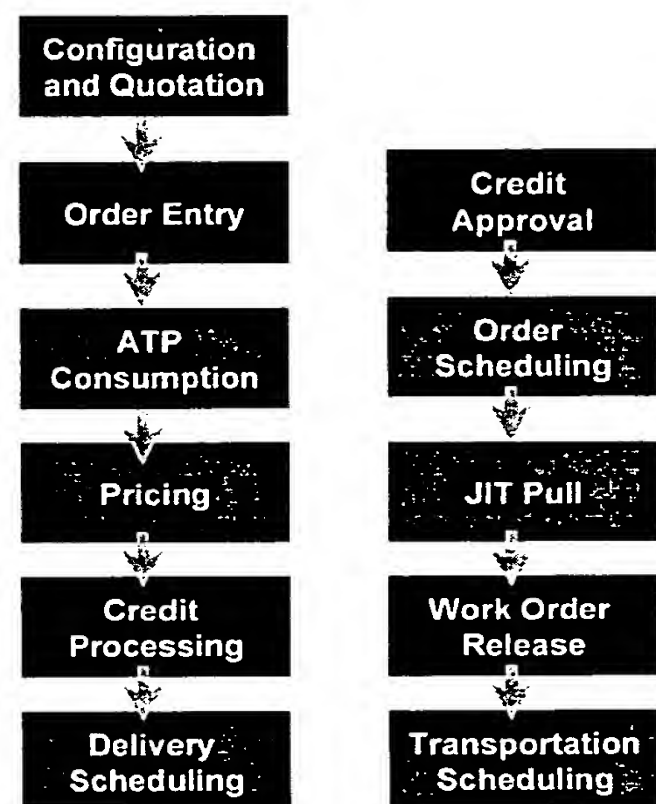 Configuration
and Quotation
Order Entry
ATP
Consumption
Pricing
Credit
Processing
Delivery
Scheduling
Credit
Approval
Order
Scheduling
JIT Pull
Work Order
Release
Transportation
Scheduling